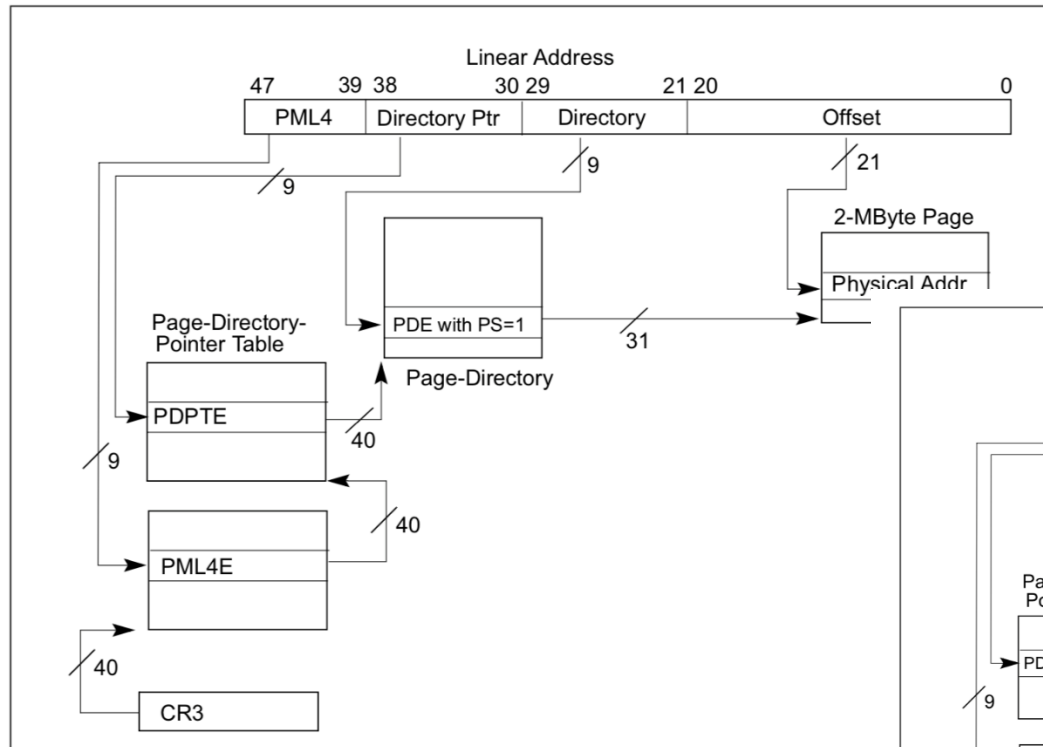 Linear Address
47 39 38 30 29 21 20 0
PML4 Directory Ptr Directory Offset
9 9 21
2-MByte Page
Physical Addr
PDE with PS=1
31
Page-Directory-
Pointer Table
Page-Directory
PDPTE
40
9
40
PML4E
40
CR3
PD
9